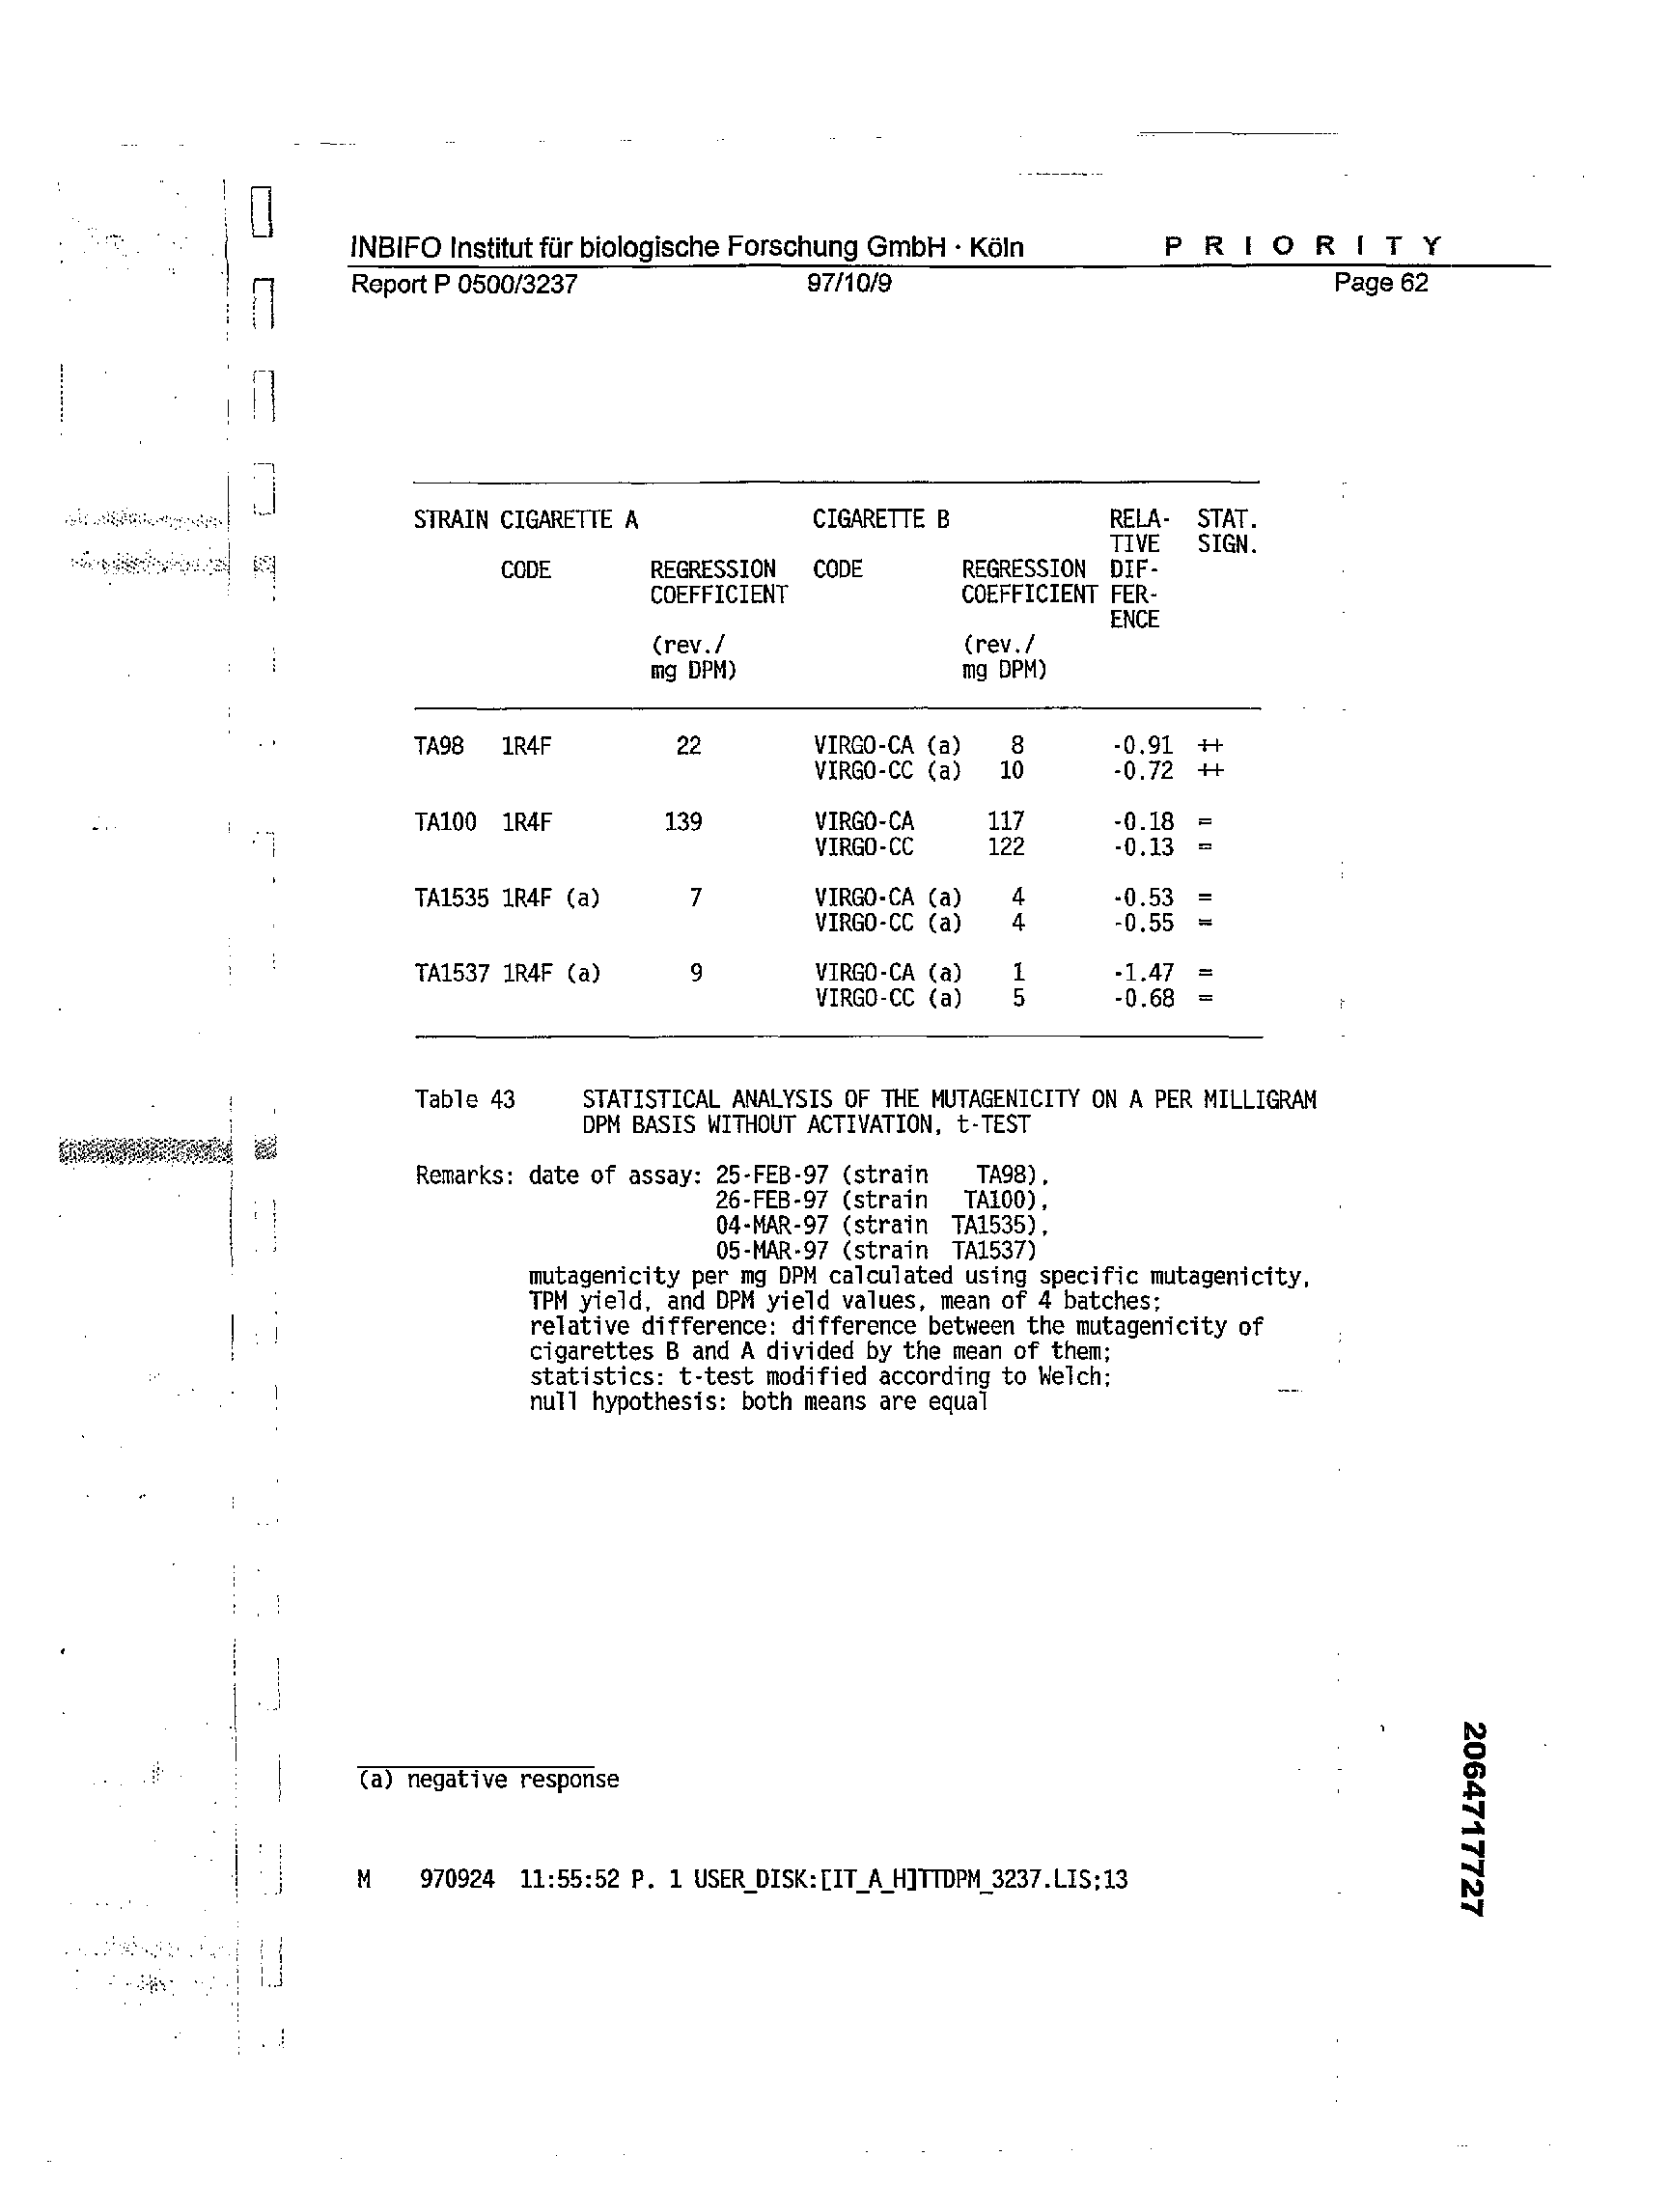 INBIFO Institut für biologische Forschung GmbH · Köln P R I O R I T Y
Report P 0500/3237 97/10/9 Page 62
STRAIN CIGARETTE A CIGARETTE B RELA- STAT.
TIVE SIGN.
CODE REGRESSION CODE REGRESSION DIF-
COEFFICIENT COEFFICIENT FER-
ENCE
(rev./ (rev./
mg DPM) mg DPM)
TA98 1R4F 22 VIRGO-CA (a) 8 -0.91 ++
VIRGO-CC (a) 10 -0.72 ++
TA100 1R4F 139 VIRGO-CA 117 -0.18 =
VIRGO-CC 122 -0.13 =
TA1535 1R4F (a) 7 VIRGO-CA (a) 4 -0.53 =
VIRGO-CC (a) 4 -0.55 =
TA1537 1R4F (a) 9 VIRGO-CA (a) 1 -1.47 =
VIRGO-CC (a) 5 -0.68 =
Table 43 STATISTICAL ANALYSIS OF THE MUTAGENICITY ON A PER MILLIGRAM
DPM BASIS WITHOUT ACTIVATION, t-TEST
Remarks: date of assay: 25-FEB-97 (strain TA98),
26-FEB-97 (strain TA100),
04-MAR-97 (strain TA1535),
05-MAR-97 (strain TA1537)
mutagenicity per mg DPM calculated using specific mutagenicity,
TPM yield, and DPM yield values, mean of 4 batches;
relative difference: difference between the mutagenicity of
cigarettes B and A divided by the mean of them;
statistics: t-test modified according to Welch;
null hypothesis: both means are equal
(a) negative response
M 970924 11:55:52 P. 1 USER_DISK:[IT_A_H]TTDPM_3237.LIS;13
2064717727